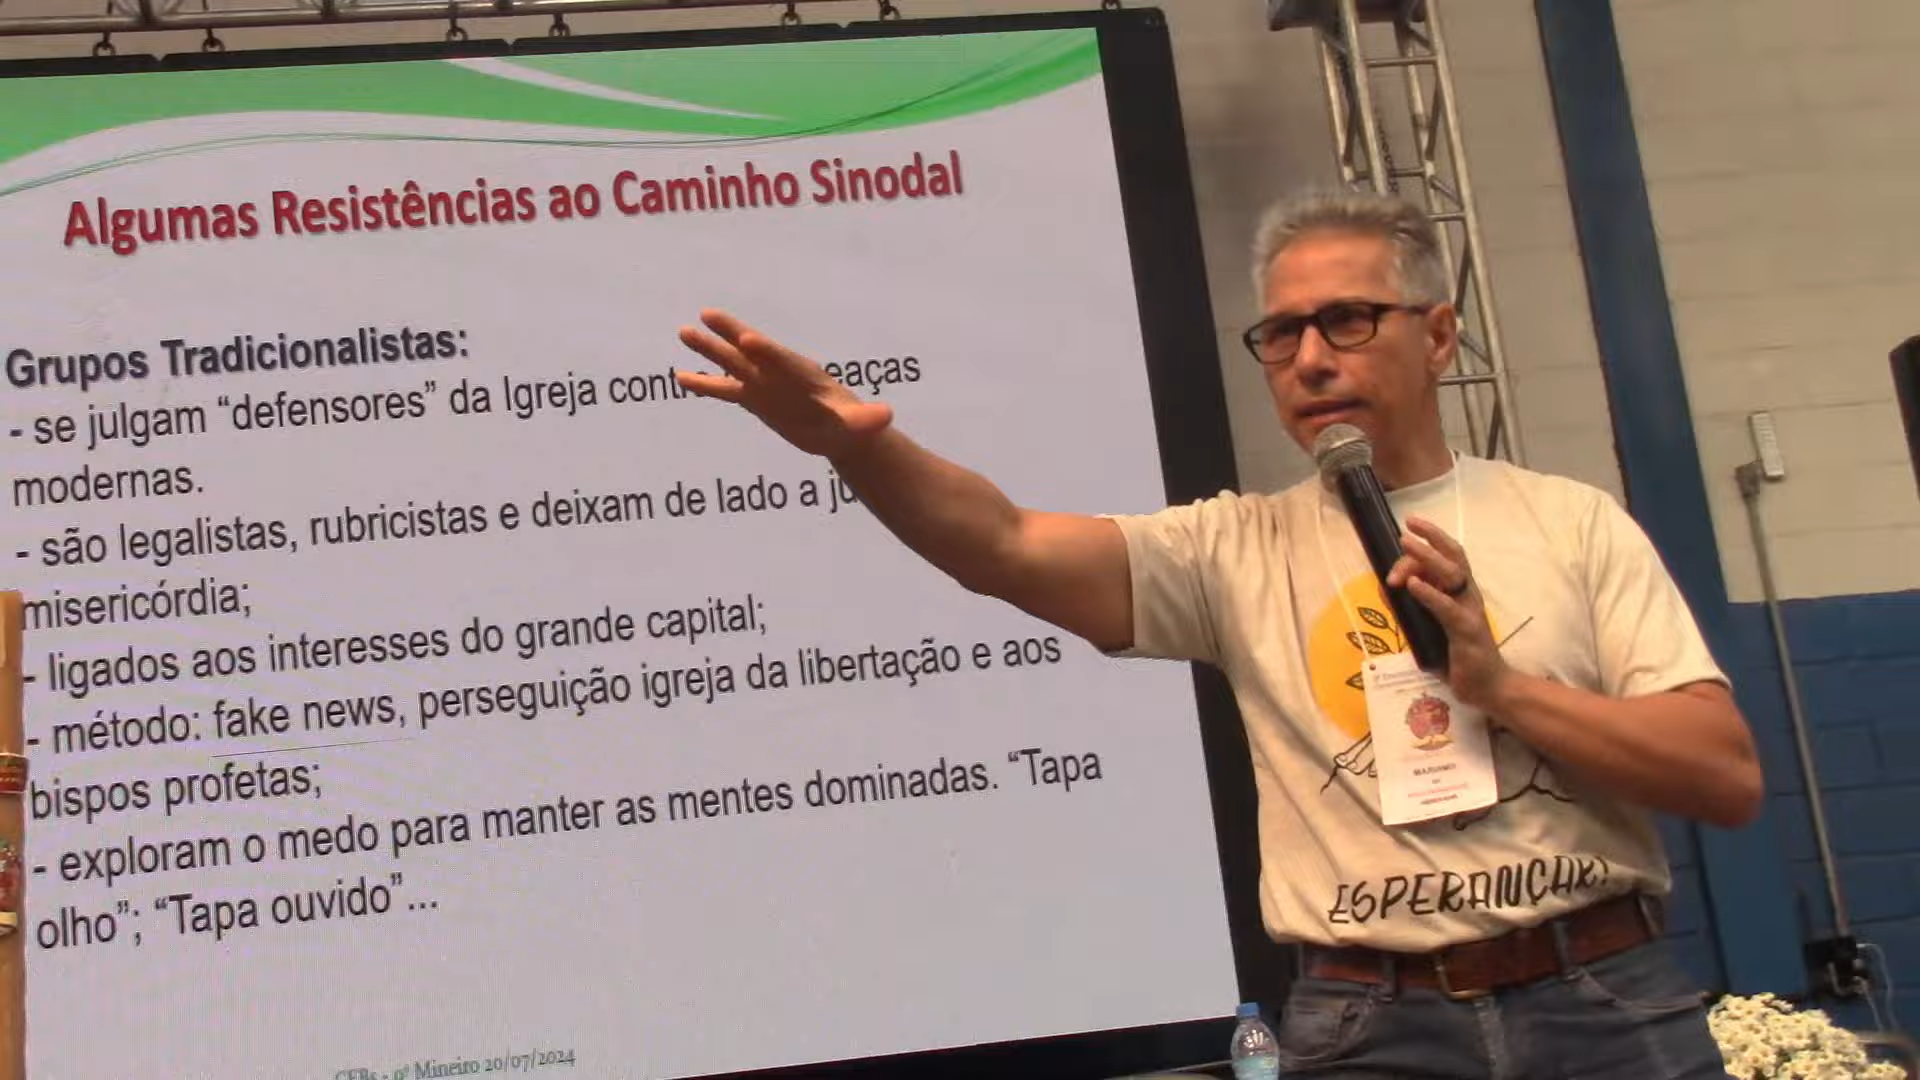 Algumas Resistências ao Caminho Sinodal
Grupos Tradicionalistas:
- se julgam “defensores” da Igreja eaças
modernas.
- são legalistas, rubricistas e deixam de lado a
misericórdia;
- ligados aos interesses do grande capital;
- método: fake news, perseguição igreja da libertação e aos
bispos profetas;
- exploram o medo para manter as mentes dominadas. “Tapa
olho”; “Tapa ouvido”...
CEBs - 9º Mineiro 20/07/2024
ESPERANÇAR!